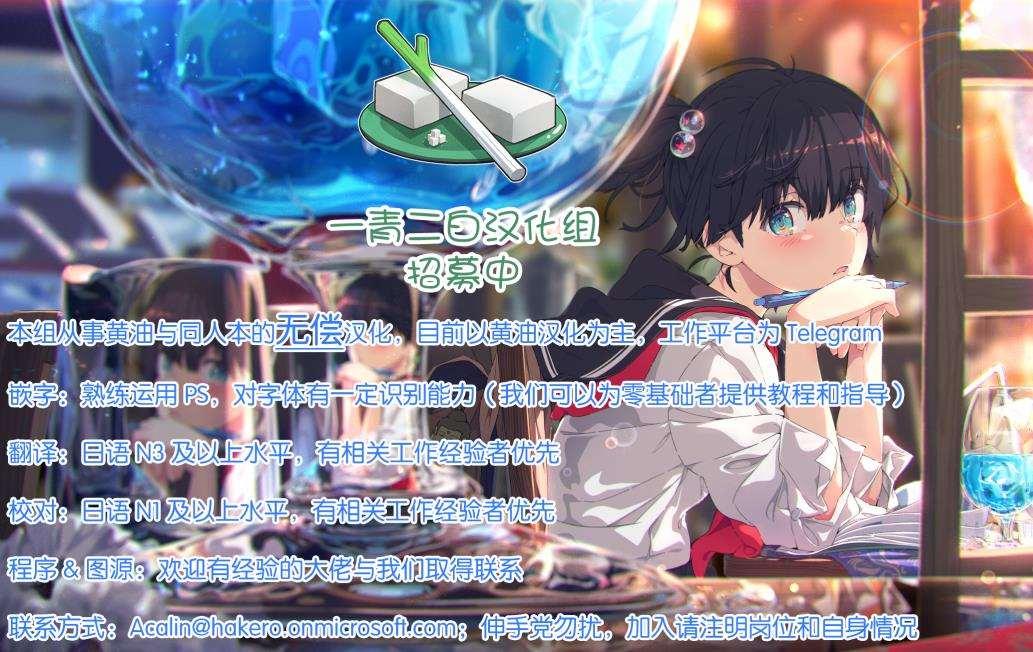 一青二白汉化组
招募中
本组从事黄油与同人本的无偿汉化，目前以黄油汉化为主，工作平台为 Telegram
嵌字：熟练运用 PS，对字体有一定识别能力（我们可以为零基础者提供教程和指导）
翻译：日语 N3 及以上水平，有相关工作经验者优先
校对：日语 N1 及以上水平，有相关工作经验者优先
程序 & 图源：欢迎有经验的大佬与我们取得联系
联系方式：Acalin@hakero.onmicrosoft.com；伸手党勿扰，加入请注明岗位和自身情况